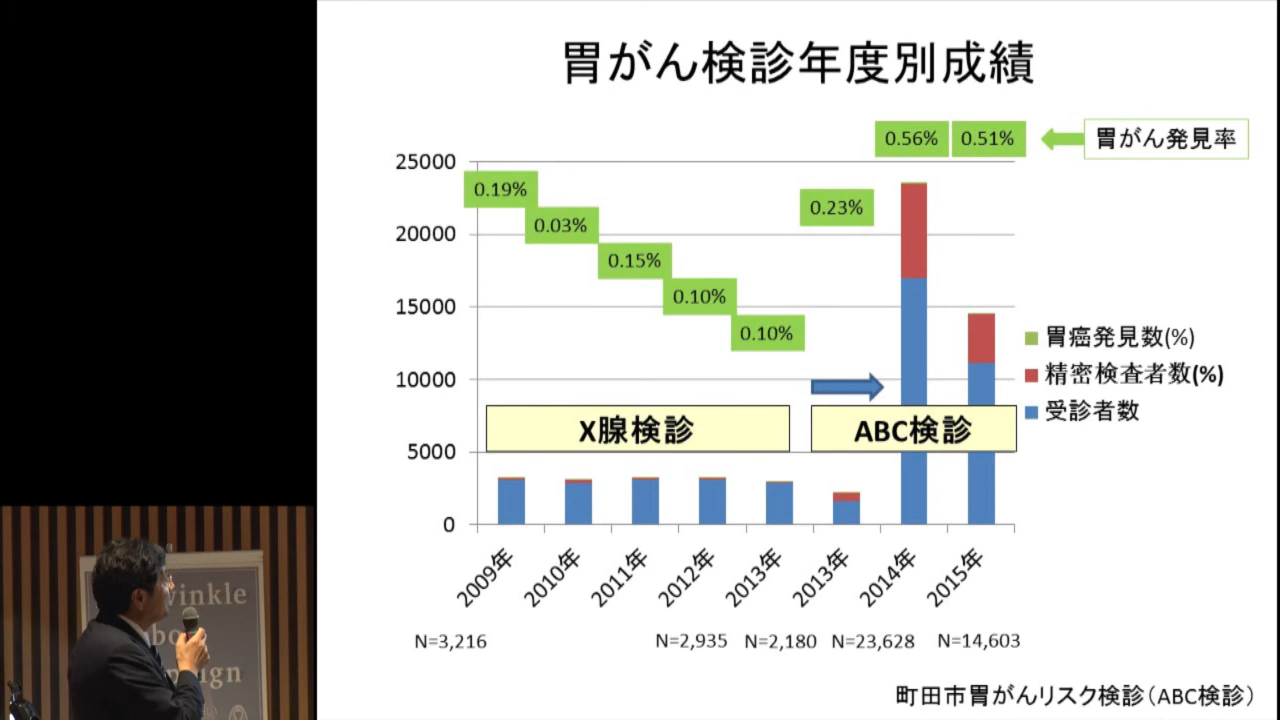 胃がん検診年度別成績
0.56%
0.51%
胃がん発見率
25000
20000
15000
10000
5000
0
0.19%
0.03%
0.15%
0.10%
0.10%
0.23%
X腺検診
ABC検診
胃癌発見数(%)
精密検査者数(%)
受診者数
2009年
2010年
2011年
2012年
2013年
2013年
2014年
2015年
N=3,216
N=2,935
N=2,180
N=23,628
N=14,603
町田市胃がんリスク検診（ABC検診）
inkle